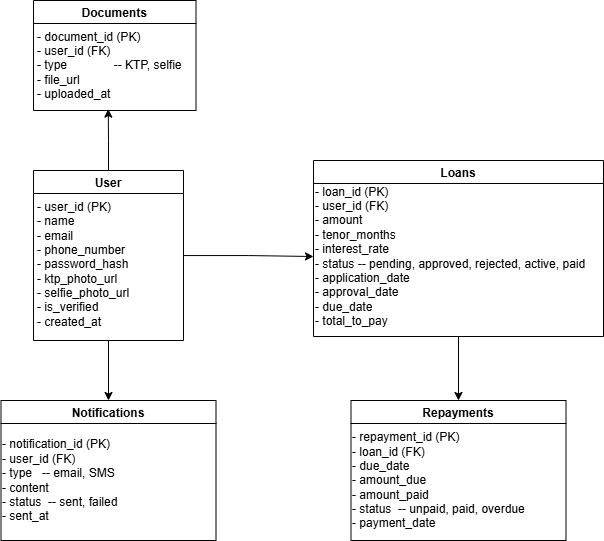 Documents
- document_id (PK)
- user_id (FK)
- type -- KTP, selfie
- file_url
- uploaded_at
User
- user_id (PK)
- name
- email
- phone_number
- password_hash
- ktp_photo_url
- selfie_photo_url
- is_verified
- created_at
Loans
- loan_id (PK)
- user_id (FK)
- amount
- tenor_months
- interest_rate
- status -- pending, approved, rejected, active, paid
- application_date
- approval_date
- due_date
- total_to_pay
Notifications
- notification_id (PK)
- user_id (FK)
- type -- email, SMS
- content
- status -- sent, failed
- sent_at
Repayments
- repayment_id (PK)
- loan_id (FK)
- due_date
- amount_due
- amount_paid
- status -- unpaid, paid, overdue
- payment_date